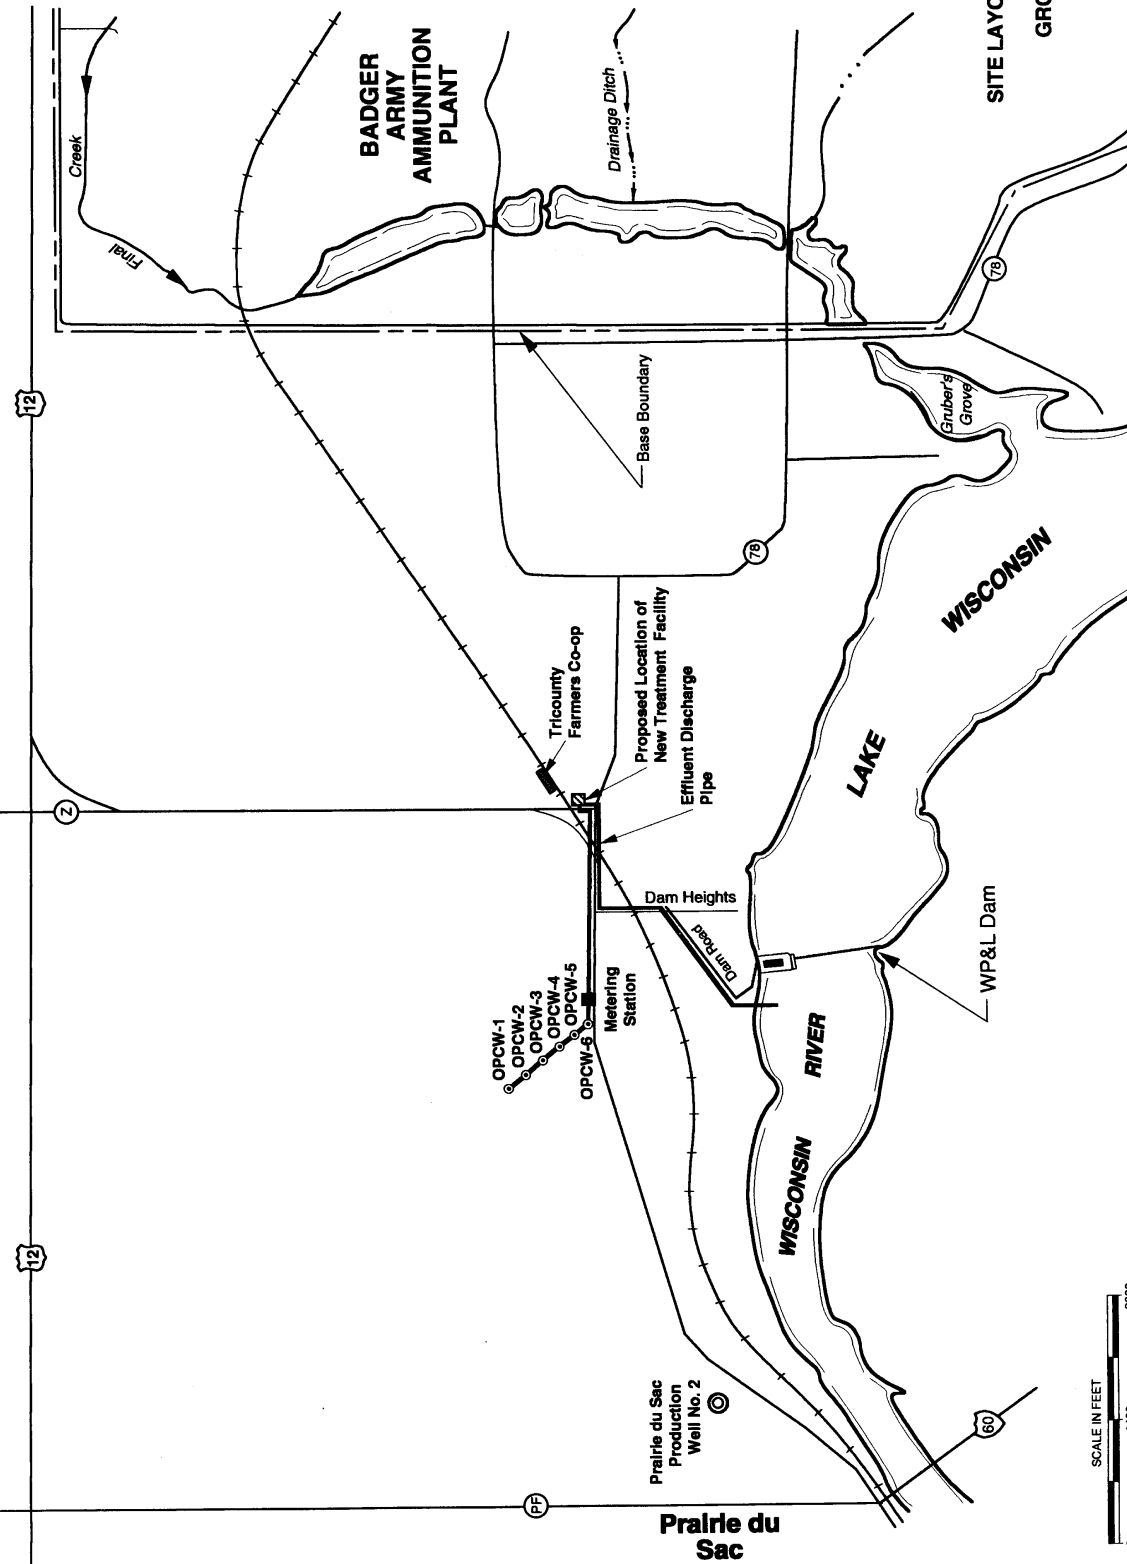 12
Creek
Final
BADGER
ARMY
AMMUNITION
PLANT
Drainage Ditch
SITE LAYO
GRO
78
Base Boundary
Gruber's
Grove
78
WISCONSIN
LAKE
Z
Tricounty
Farmers Co-op
Proposed Location of
New Treatment Facility
Effluent Discharge
Pipe
Dam Heights
Dam Road
WP&L Dam
OPCW-1
OPCW-2
OPCW-3
OPCW-4
OPCW-5
OPCW-6
Metering
Station
RIVER
WISCONSIN
12
Prairie du Sac
Production
Well No. 2
PF
60
Prairie du
Sac
SCALE IN FEET